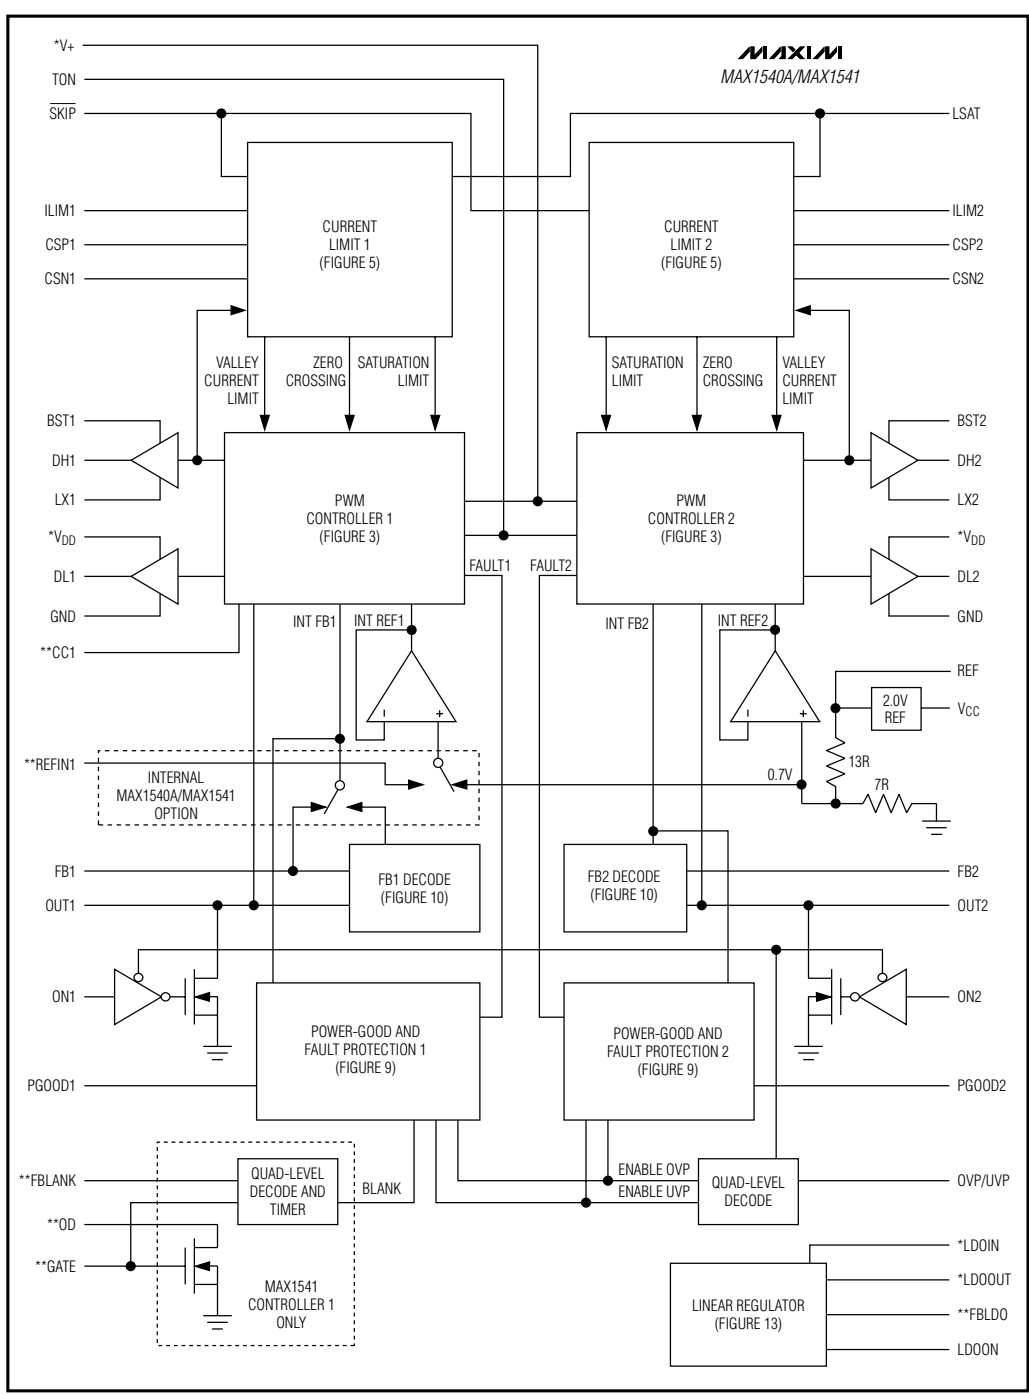 *V+
MAXIM
TON
MAX1540A/MAX1541
SKIP
LSAT
ILIM1
CURRENT
LIMIT 1
(FIGURE 5)
CURRENT
LIMIT 2
(FIGURE 5)
ILIM2
CSP1
CSP2
CSN1
CSN2
VALLEY
CURRENT
LIMIT
ZERO
CROSSING
SATURATION
LIMIT
SATURATION
LIMIT
ZERO
CROSSING
VALLEY
CURRENT
LIMIT
BST1
BST2
DH1
DH2
LX1
PWM
CONTROLLER 1
(FIGURE 3)
PWM
CONTROLLER 2
(FIGURE 3)
LX2
*VDD
*VDD
FAULT1
FAULT2
DL1
DL2
GND
INT FB1
INT REF1
INT FB2
INT REF2
GND
**CC1
REF
2.0V
REF
VCC
–
+
–
+
**REFIN1
INTERNAL
MAX1540A/MAX1541
OPTION
0.7V
13R
7R
FB1
FB1 DECODE
(FIGURE 10)
FB2 DECODE
(FIGURE 10)
FB2
OUT1
OUT2
ON1
ON2
POWER-GOOD AND
FAULT PROTECTION 1
(FIGURE 9)
POWER-GOOD AND
FAULT PROTECTION 2
(FIGURE 9)
PGOOD1
PGOOD2
**FBLANK
QUAD-LEVEL
DECODE AND
TIMER
BLANK
ENABLE OVP
ENABLE UVP
QUAD-LEVEL
DECODE
OVP/UVP
**OD
**GATE
MAX1541
CONTROLLER 1
ONLY
*LDOIN
LINEAR REGULATOR
(FIGURE 13)
*LDOOUT
**FBLDO
LDOON